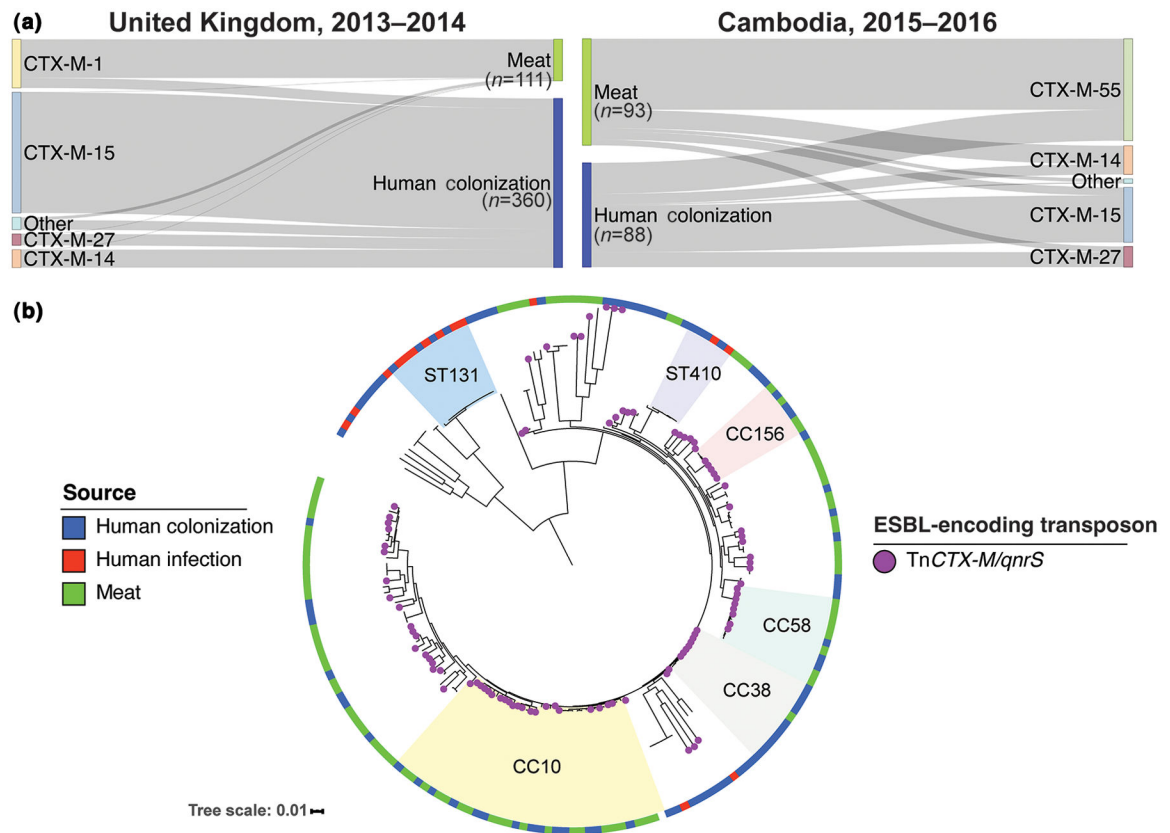 (a)
United Kingdom, 2013–2014
Cambodia, 2015–2016
CTX-M-1
CTX-M-15
Other
CTX-M-27
CTX-M-14
Meat
(n=111)
Human colonization
(n=360)
Meat
(n=93)
Human colonization
(n=88)
CTX-M-55
CTX-M-14
Other
CTX-M-15
CTX-M-27
(b)
ST131
ST410
CC156
CC58
CC38
CC10
Source
Human colonization
Human infection
Meat
ESBL-encoding transposon
TnCTX-M/qnrS
Tree scale: 0.01